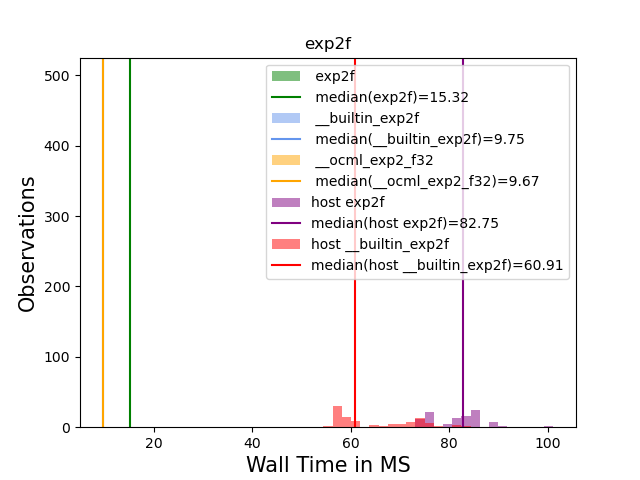 exp2f
500
400
300
200
100
0
Observations
exp2f
median(exp2f)=15.32
__builtin_exp2f
median(__builtin_exp2f)=9.75
__ocml_exp2_f32
median(__ocml_exp2_f32)=9.67
host exp2f
median(host exp2f)=82.75
host __builtin_exp2f
median(host __builtin_exp2f)=60.91
20 40 60 80 100
Wall Time in MS